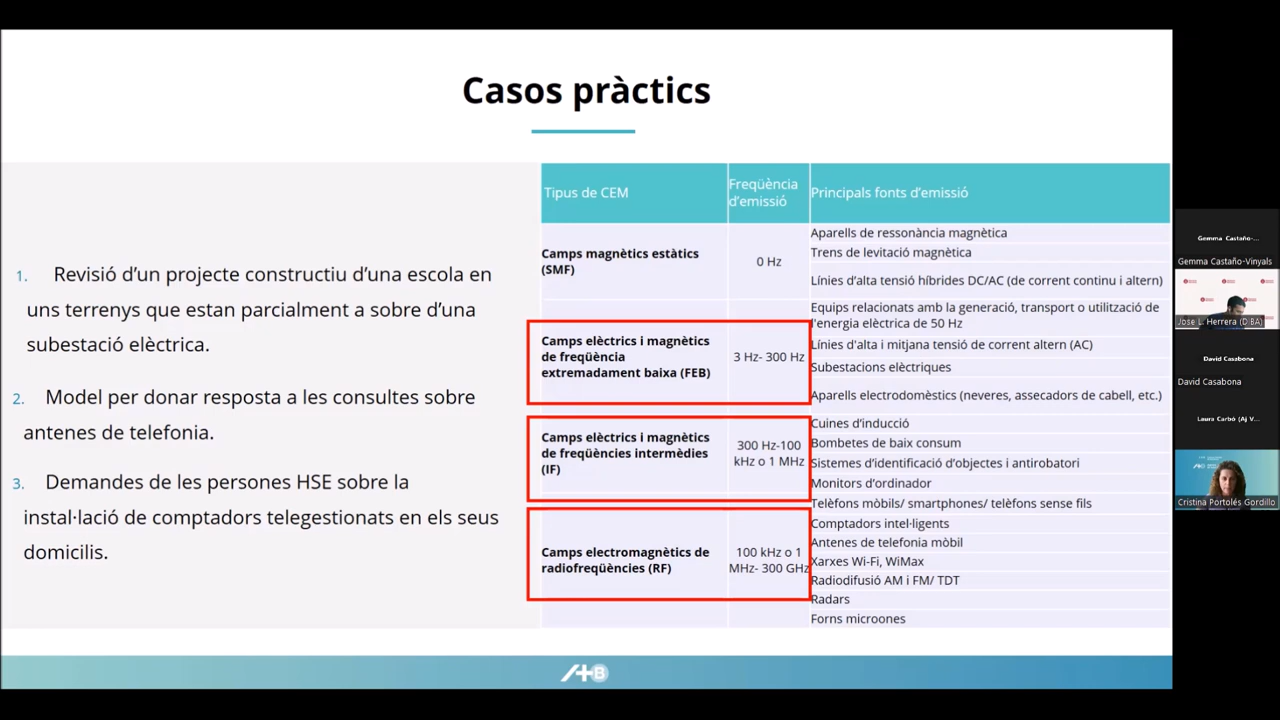 Casos pràctics
1. Revisió d’un projecte constructiu d’una escola en
uns terrenys que estan parcialment a sobre d’una
subestació elèctrica.
2. Model per donar resposta a les consultes sobre
antenes de telefonia.
3. Demandes de les persones HSE sobre la
instal·lació de comptadors telegestionats en els seus
domicilis.
Tipus de CEM
Freqüència
d’emissió
Principals fonts d’emissió
Camps magnètics estàtics
(SMF)
0 Hz
Aparells de ressonància magnètica
Trens de levitació magnètica
Línies d’alta tensió híbrides DC/AC (de corrent continu i altern)
Camps elèctrics i magnètics
de freqüència
extremadament baixa (FEB)
3 Hz- 300 Hz
Equips relacionats amb la generació, transport o utilització de
l'energia elèctrica de 50 Hz
Línies d'alta i mitjana tensió de corrent altern (AC)
Subestacions elèctriques
Aparells electrodomèstics (neveres, assecadors de cabell, etc.)
Camps elèctrics i magnètics
de freqüències intermèdies
(IF)
300 Hz-100
kHz o 1 MHz
Cuines d’inducció
Bombetes de baix consum
Sistemes d’identificació d’objectes i antirobatori
Monitors d’ordinador
Camps electromagnètics de
radiofreqüències (RF)
100 kHz o 1
MHz- 300 GHz
Telèfons mòbils/ smartphones/ telèfons sense fils
Comptadors intel·ligents
Antenes de telefonia mòbil
Xarxes Wi-Fi, WiMax
Radiodifusió AM i FM/ TDT
Radars
Forns microones
B
Gemma Castaño-...
Gemma Castaño-Vinyals
Jose L. Herrera (DIBA)
David Casabona
David Casabona
Laura Carbó (Aj V...
Cristina Portolés Gordillo